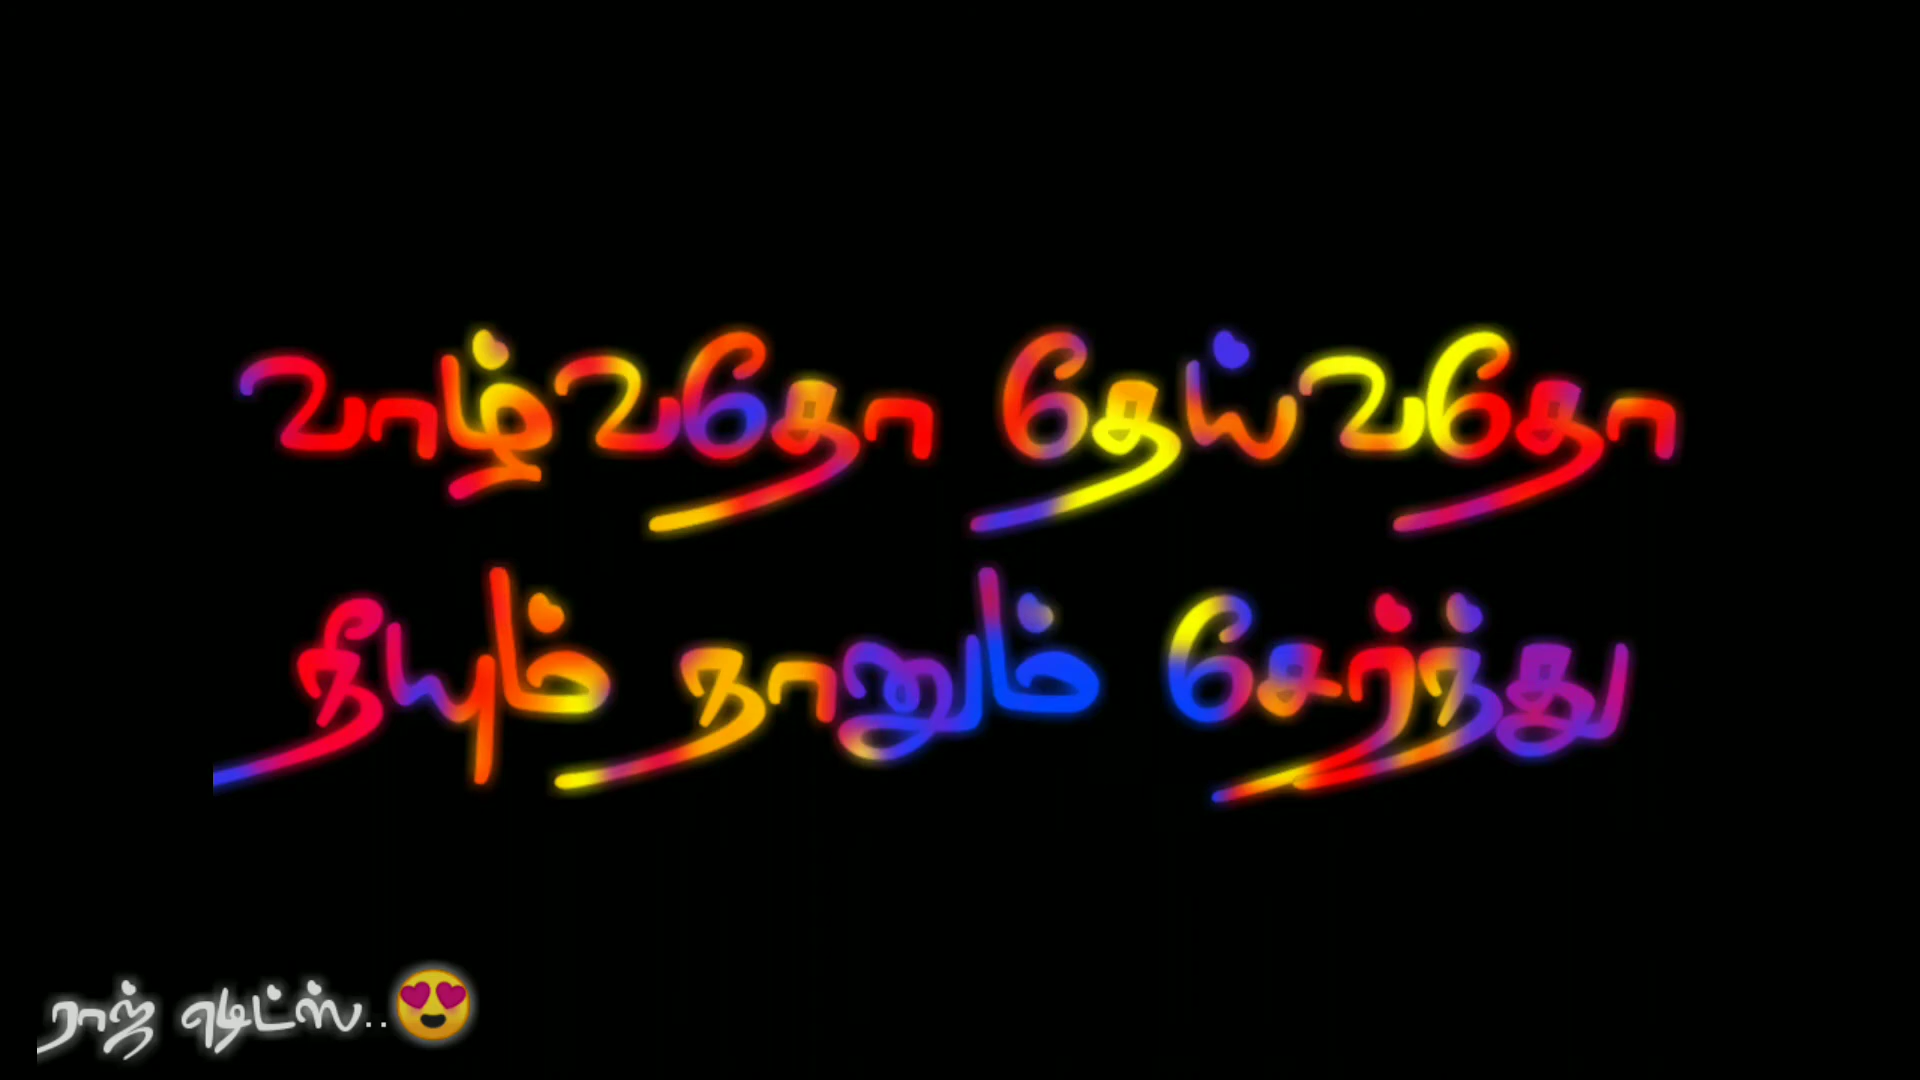 வாழ்வதோ தேய்வதோ
நீயும் நானும் சேர்ந்து
ராஜ் எடிட்ஸ்..😍